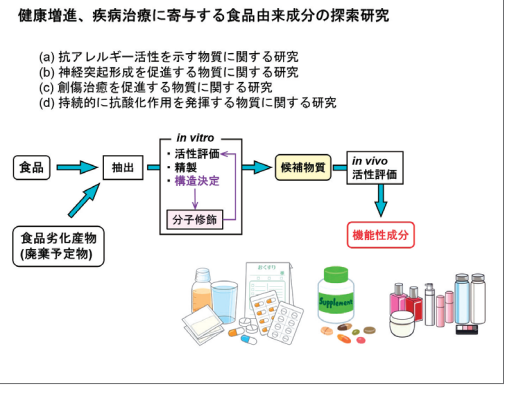 健康増進、疾病治療に寄与する食品由来成分の探索研究
(a) 抗アレルギー活性を示す物質に関する研究
(b) 神経突起形成を促進する物質に関する研究
(c) 創傷治癒を促進する物質に関する研究
(d) 持続的に抗酸化作用を発揮する物質に関する研究
in vitro
・活性評価
・精製
・構造決定
分子修飾
食品
抽出
候補物質
in vivo
活性評価
食品劣化産物
(廃棄予定物)
機能性成分
おくすり
Supplement